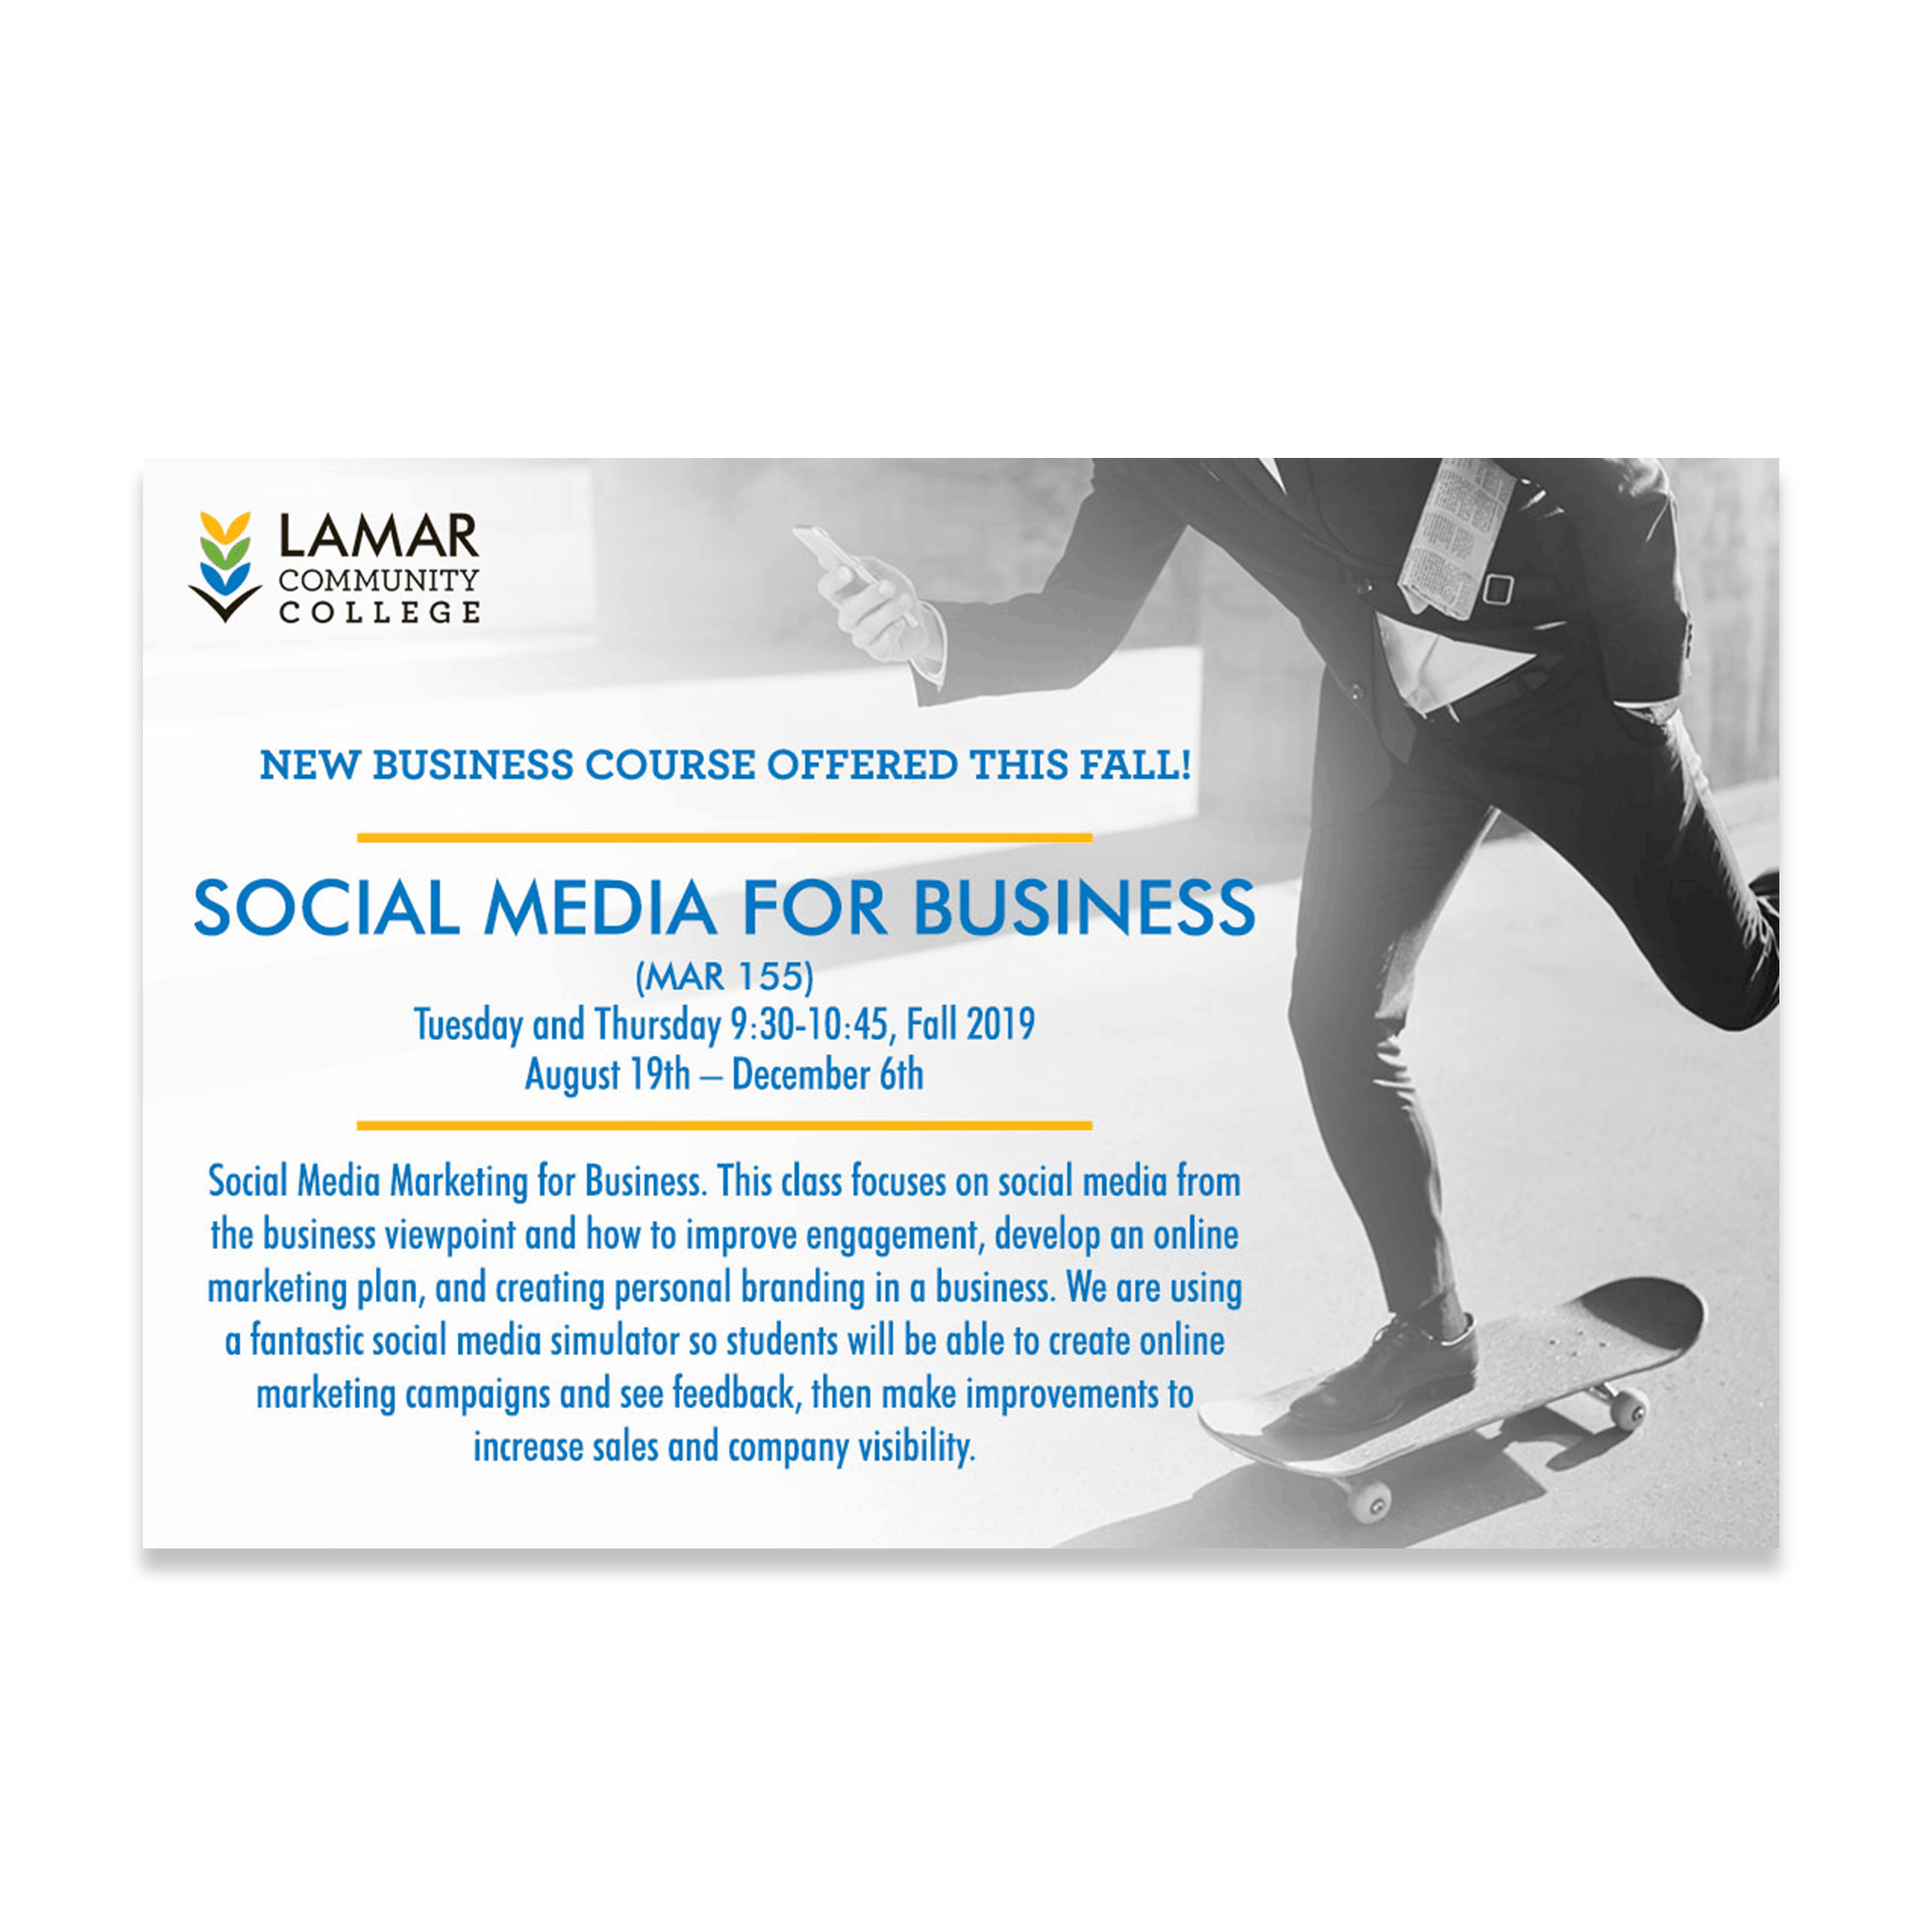 LAMAR
COMMUNITY
COLLEGE
NEW BUSINESS COURSE OFFERED THIS FALL!
SOCIAL MEDIA FOR BUSINESS
(MAR 155)
Tuesday and Thursday 9:30-10:45, Fall 2019
August 19th – December 6th
Social Media Marketing for Business. This class focuses on social media from
the business viewpoint and how to improve engagement, develop an online
marketing plan, and creating personal branding in a business. We are using
a fantastic social media simulator so students will be able to create online
marketing campaigns and see feedback, then make improvements to
increase sales and company visibility.